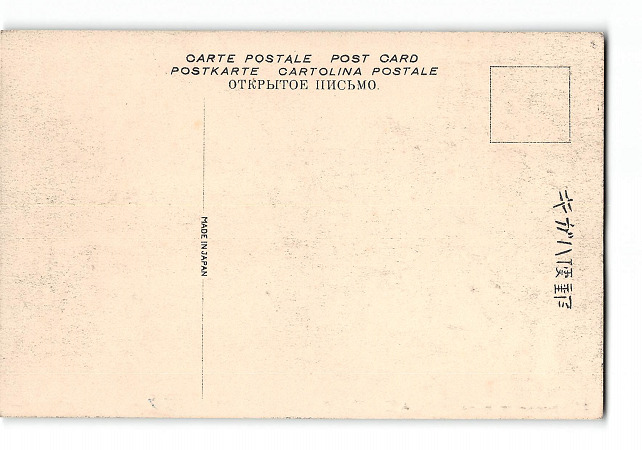 CARTE POSTALE POST CARD
POSTKARTE CARTOLINA POSTALE
ОТКРЫТОЕ ПИСЬМО.
MADE IN JAPAN
郵便ハガキ